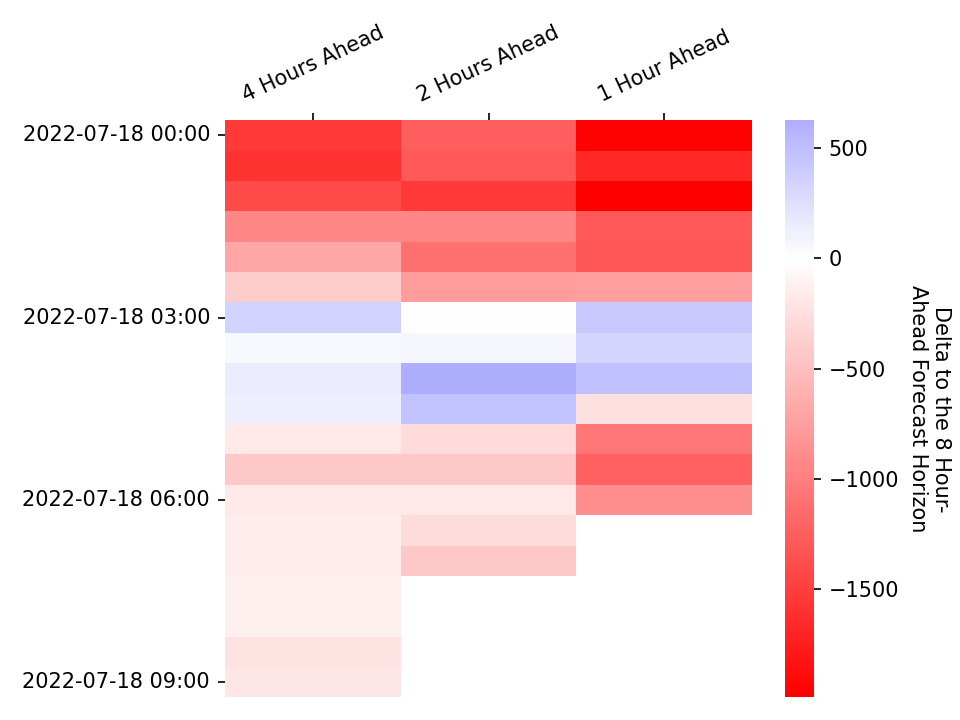 4 Hours Ahead
2 Hours Ahead
1 Hour Ahead
2022-07-18 00:00
2022-07-18 03:00
2022-07-18 06:00
2022-07-18 09:00
500
0
−500
−1000
−1500
Delta to the 8 Hour-
Ahead Forecast Horizon